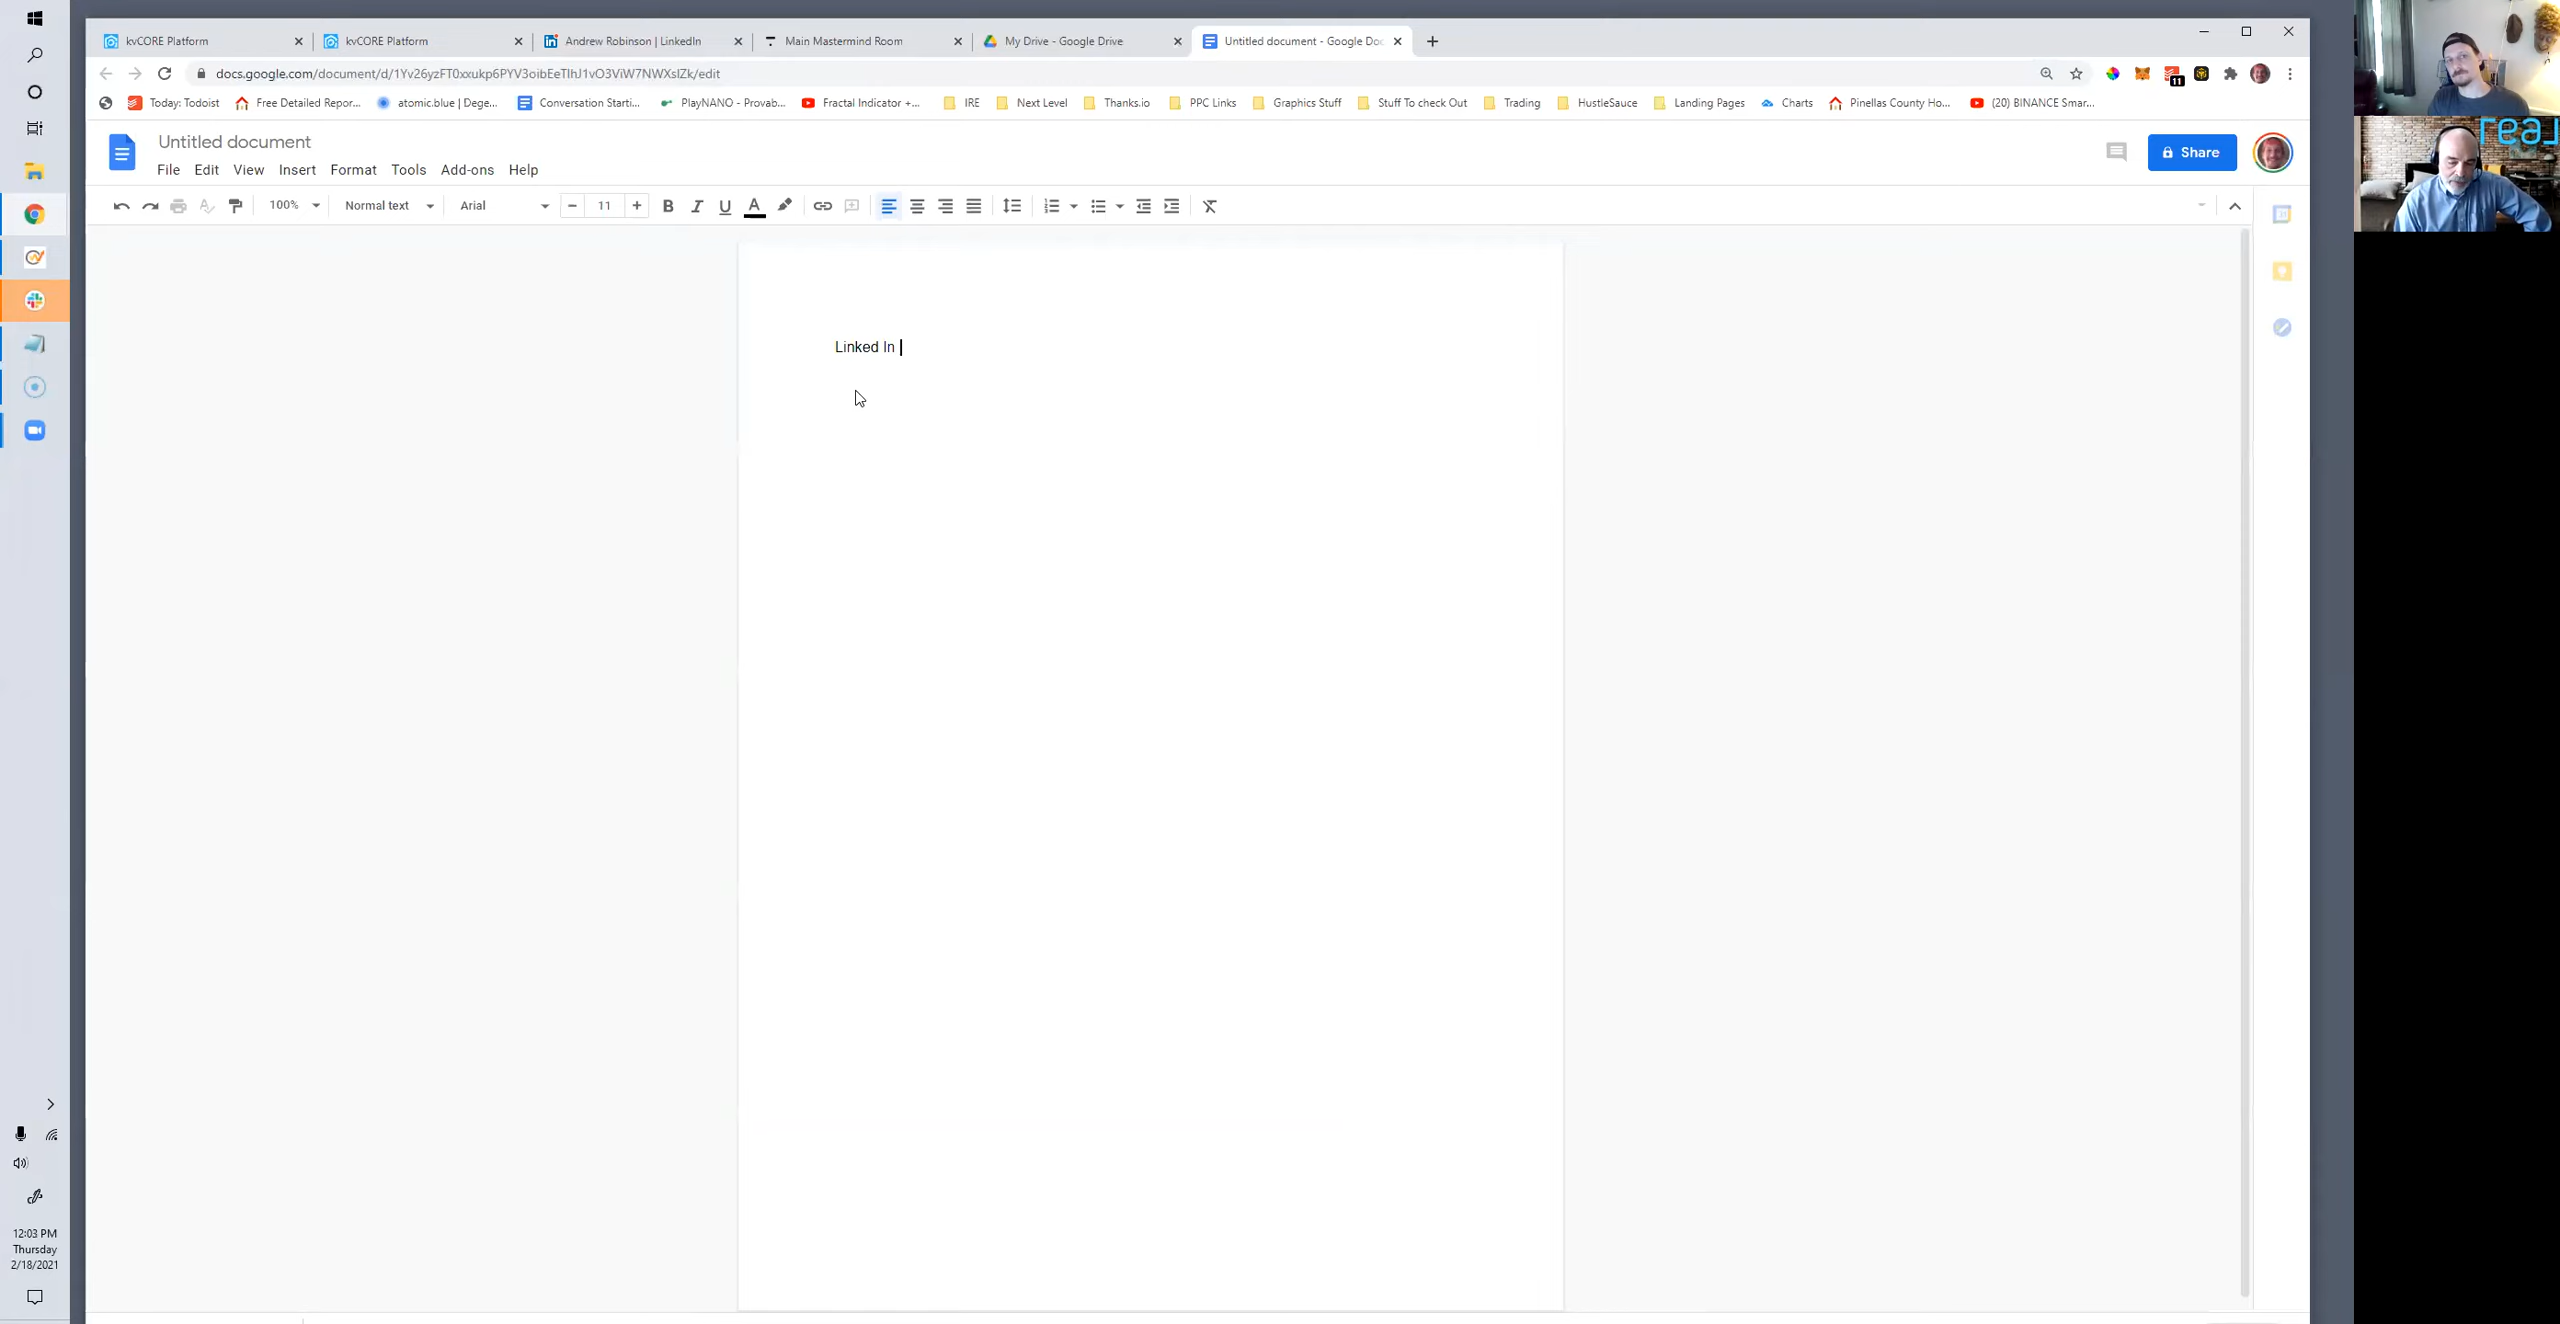 kvCORE Platform
kvCORE Platform
Andrew Robinson | LinkedIn
Main Mastermind Room
My Drive - Google Drive
Untitled document - Google Doc
docs.google.com/document/d/1Yv26yzFT0xxukp6PYV3oibEeTIhJ1vO3ViW7NWXsIZk/edit
11
Today: Todoist
Free Detailed Repor...
atomic.blue | Dege...
Conversation Starti...
PlayNANO - Provab...
Fractal Indicator +...
IRE
Next Level
Thanks.io
PPC Links
Graphics Stuff
Stuff To check Out
Trading
HustleSauce
Landing Pages
Charts
Pinellas County Ho...
(20) BINANCE Smar...
Untitled document
File Edit View Insert Format Tools Add-ons Help
Share
100%
Normal text
Arial
11
Linked In
12:03 PM
Thursday
2/18/2021
real